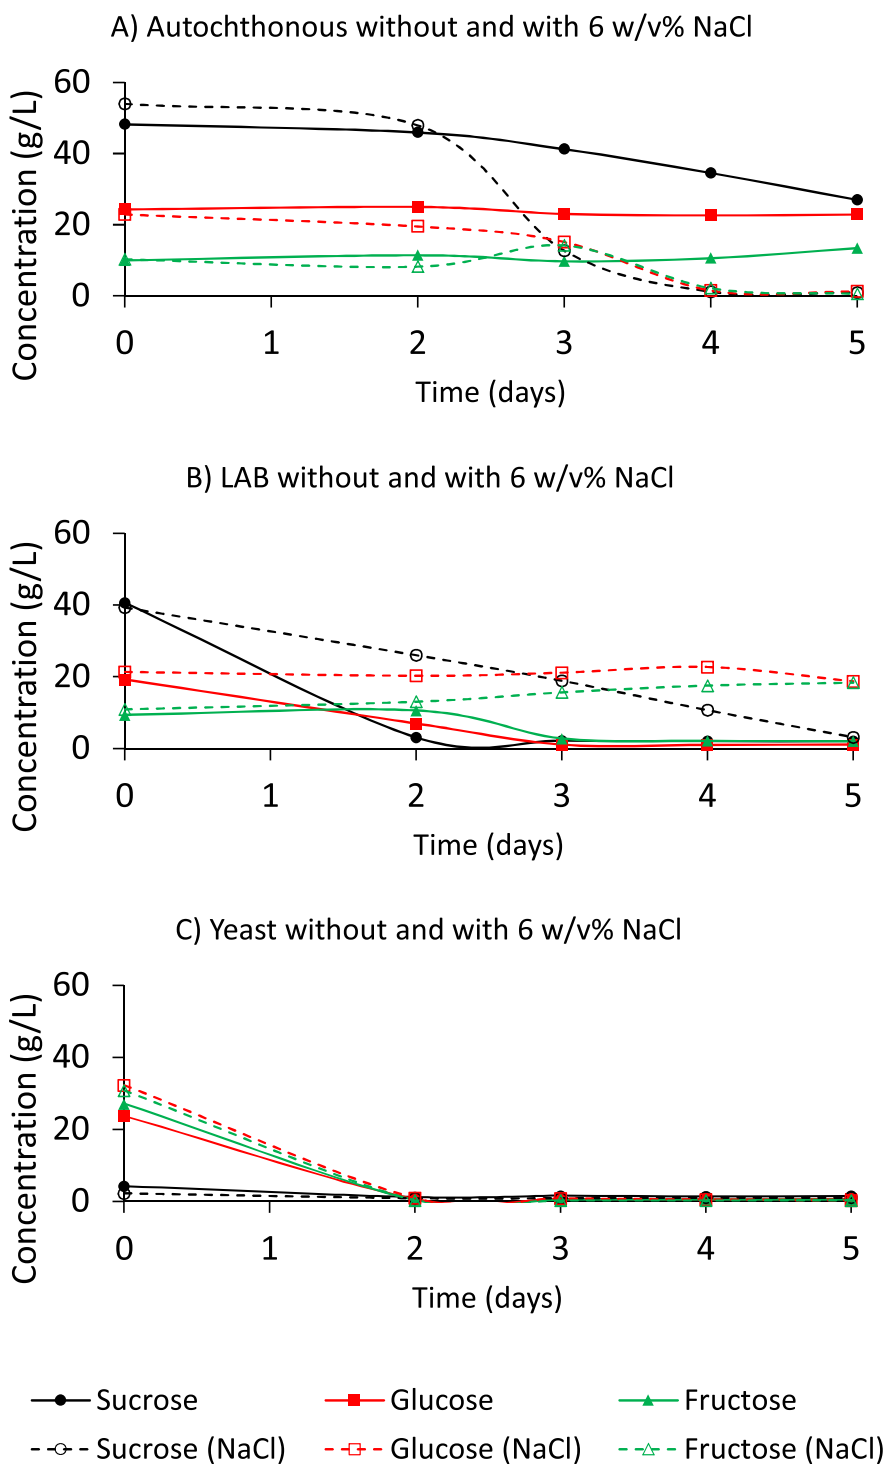 A) Autochthonous without and with 6 w/v% NaCl
Concentration (g/L)
60
40
20
0
0 1 2 3 4 5
Time (days)
B) LAB without and with 6 w/v% NaCl
Concentration (g/L)
60
40
20
0
0 1 2 3 4 5
Time (days)
C) Yeast without and with 6 w/v% NaCl
Concentration (g/L)
60
40
20
0
0 1 2 3 4 5
Time (days)
Sucrose Glucose Fructose
Sucrose (NaCl) Glucose (NaCl) Fructose (NaCl)